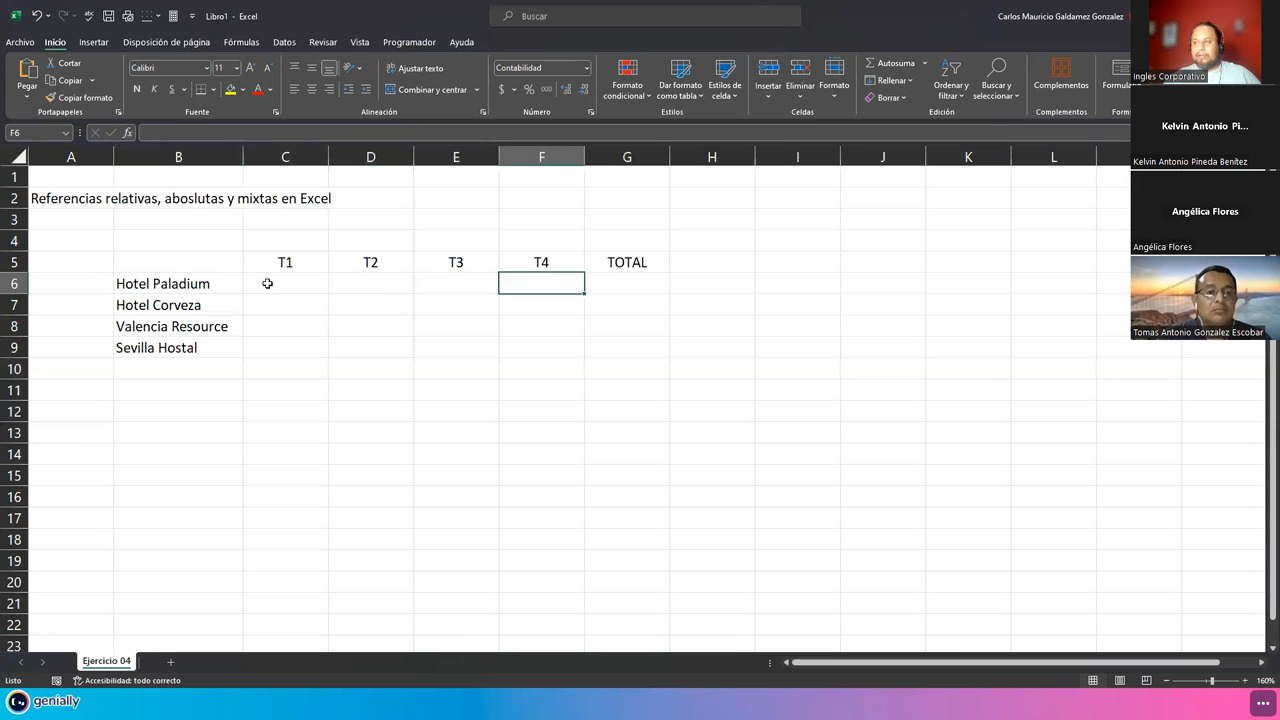 Libro1 - Excel
Buscar
Carlos Mauricio Galdamez Gonzalez
Archivo Inicio Insertar Disposición de página Fórmulas Datos Revisar Vista Programador Ayuda
Pegar
Cortar
Copiar
Copiar formato
Portapapeles
Calibri 11
N K S
Fuente
Ajustar texto
Combinar y centrar
Alineación
Contabilidad
$ % 000
Número
Formato condicional
Dar formato como tabla
Estilos de celda
Estilos
Insertar Eliminar Formato
Celdas
Autosuma
Rellenar
Borrar
Ordenar y filtrar
Buscar y seleccionar
Edición
Complementos
Complementos
Formula
F6
fx
A B C D E F G H I J K L
1
2 Referencias relativas, aboslutas y mixtas en Excel
3
4
5 T1 T2 T3 T4 TOTAL
6 Hotel Paladium
7 Hotel Corveza
8 Valencia Resource
9 Sevilla Hostal
10
11
12
13
14
15
16
17
18
19
20
21
22
23
Ejercicio 04
Listo
Accesibilidad: todo correcto
160%
genially
Ingles Corporativo
Kelvin Antonio Pi...
Kelvin Antonio Pineda Benítez
Angélica Flores
Angélica Flores
Tomas Antonio Gonzalez Escobar